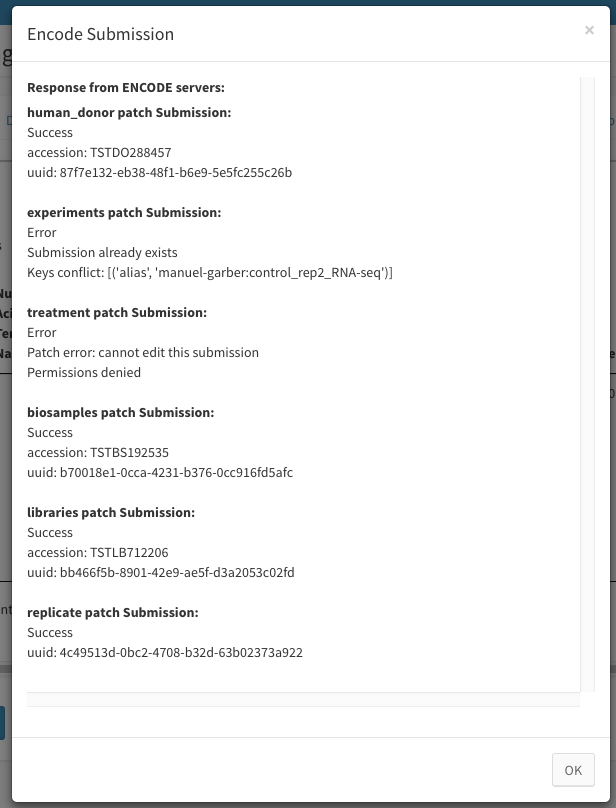 Encode Submission
×
Response from ENCODE servers:
human_donor patch Submission:
Success
accession: TSTDO288457
uuid: 87f7e132-eb38-48f1-b6e9-5e5fc255c26b
experiments patch Submission:
Error
Submission already exists
Keys conflict: [('alias', 'manuel-garber:control_rep2_RNA-seq')]
treatment patch Submission:
Error
Patch error: cannot edit this submission
Permissions denied
biosamples patch Submission:
Success
accession: TSTBS192535
uuid: b70018e1-0cca-4231-b376-0cc916fd5afc
libraries patch Submission:
Success
accession: TSTLB712206
uuid: bb466f5b-8901-42e9-ae5f-d3a2053c02fd
replicate patch Submission:
Success
uuid: 4c49513d-0bc2-4708-b32d-63b02373a922
OK